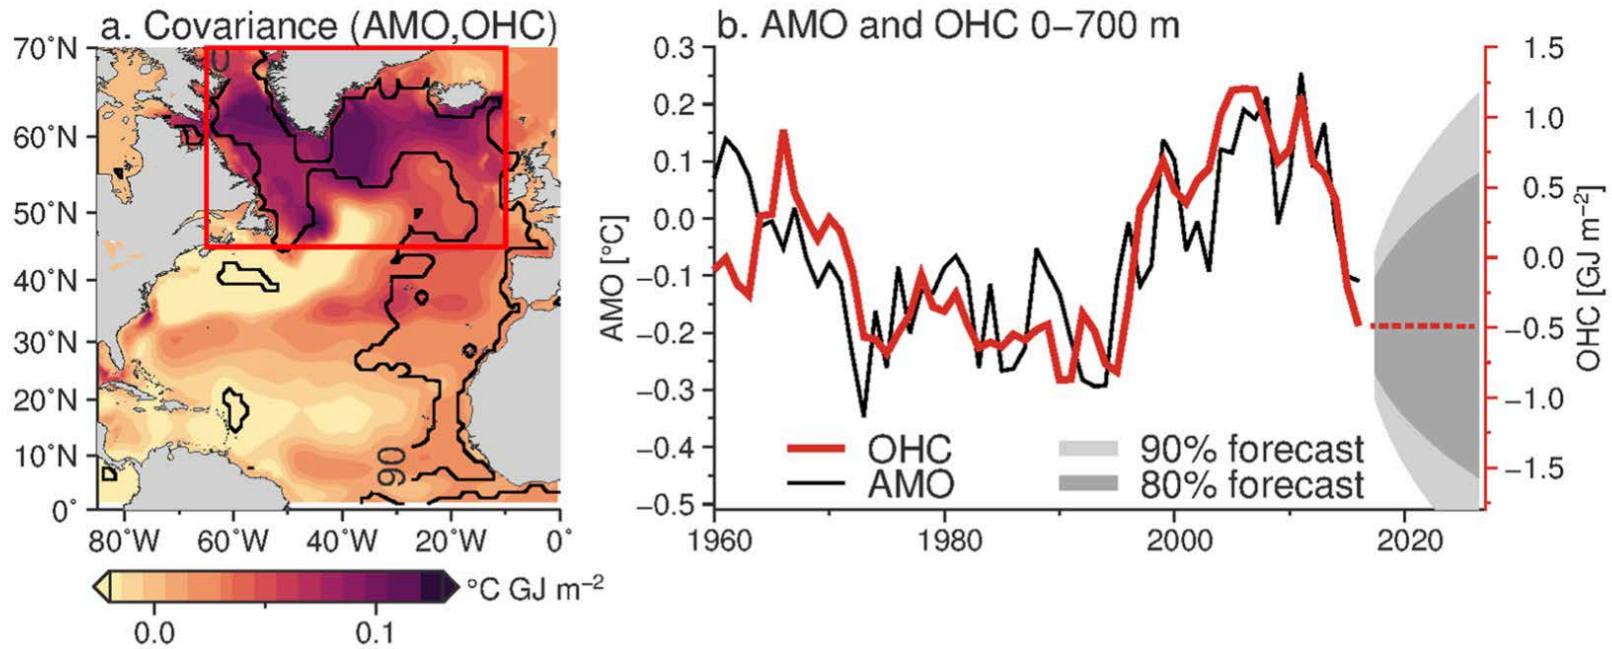 a. Covariance (AMO,OHC)
70°N
60°N
50°N
40°N
30°N
20°N
10°N
0°
90
80°W 60°W 40°W 20°W 0°
0.0 0.1
°C GJ m−2
b. AMO and OHC 0−700 m
AMO [°C]
0.3
0.2
0.1
0.0
−0.1
−0.2
−0.3
−0.4
−0.5
OHC
AMO
90% forecast
80% forecast
1960 1980 2000 2020
1.5
1.0
0.5
0.0
−0.5
−1.0
−1.5
OHC [GJ m−2]